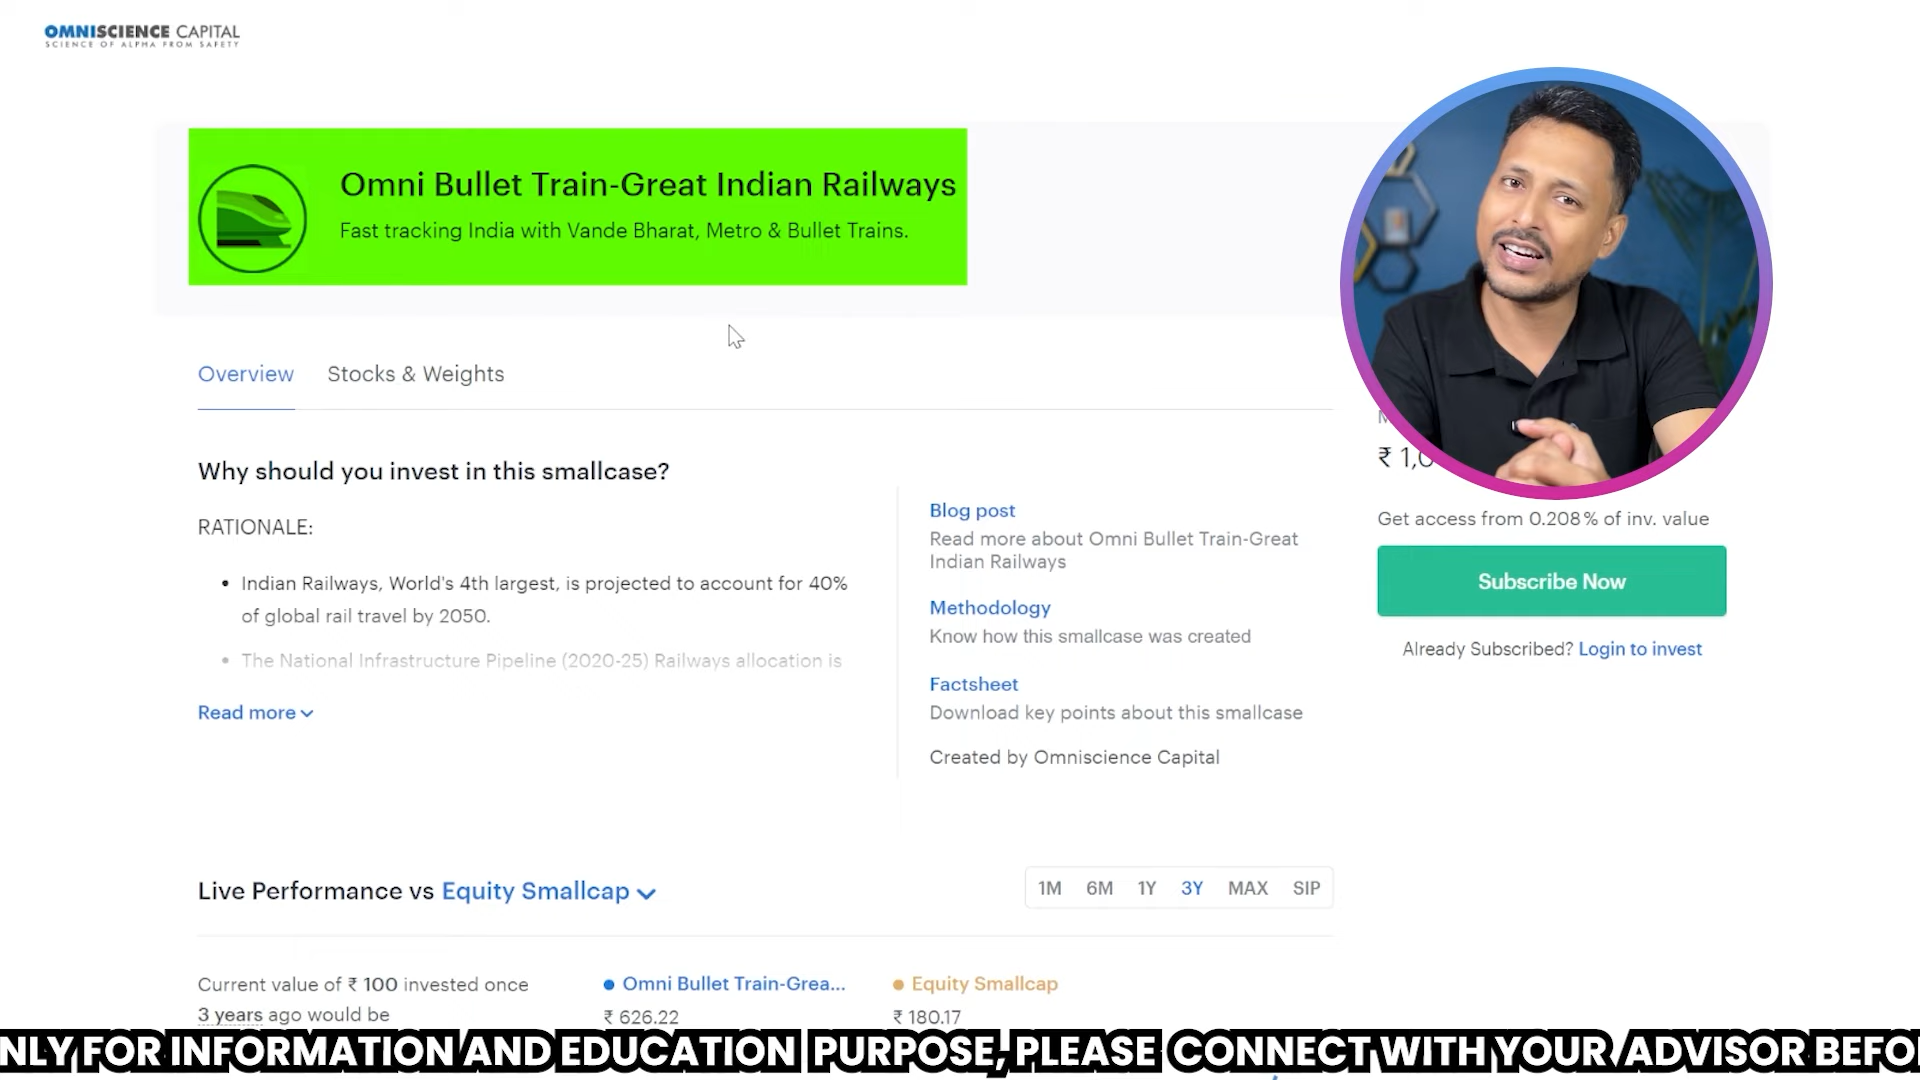 OMNISCIENCE CAPITAL
SCIENCE OF ALPHA FROM SAFETY
Omni Bullet Train-Great Indian Railways
Fast tracking India with Vande Bharat, Metro & Bullet Trains.
Overview
Stocks & Weights
Why should you invest in this smallcase?
RATIONALE:
• Indian Railways, World's 4th largest, is projected to account for 40%
of global rail travel by 2050.
• The National Infrastructure Pipeline (2020-25) Railways allocation is
Read more
Blog post
Read more about Omni Bullet Train-Great
Indian Railways
Methodology
Know how this smallcase was created
Factsheet
Download key points about this smallcase
Created by Omniscience Capital
₹ 1,0
Get access from 0.208% of inv. value
Subscribe Now
Already Subscribed? Login to invest
Live Performance vs Equity Smallcap
1M 6M 1Y 3Y MAX SIP
Current value of ₹ 100 invested once
3 years ago would be
Omni Bullet Train-Grea...
₹ 626.22
Equity Smallcap
₹ 180.17
NLY FOR INFORMATION AND EDUCATION PURPOSE, PLEASE CONNECT WITH YOUR ADVISOR BEFO